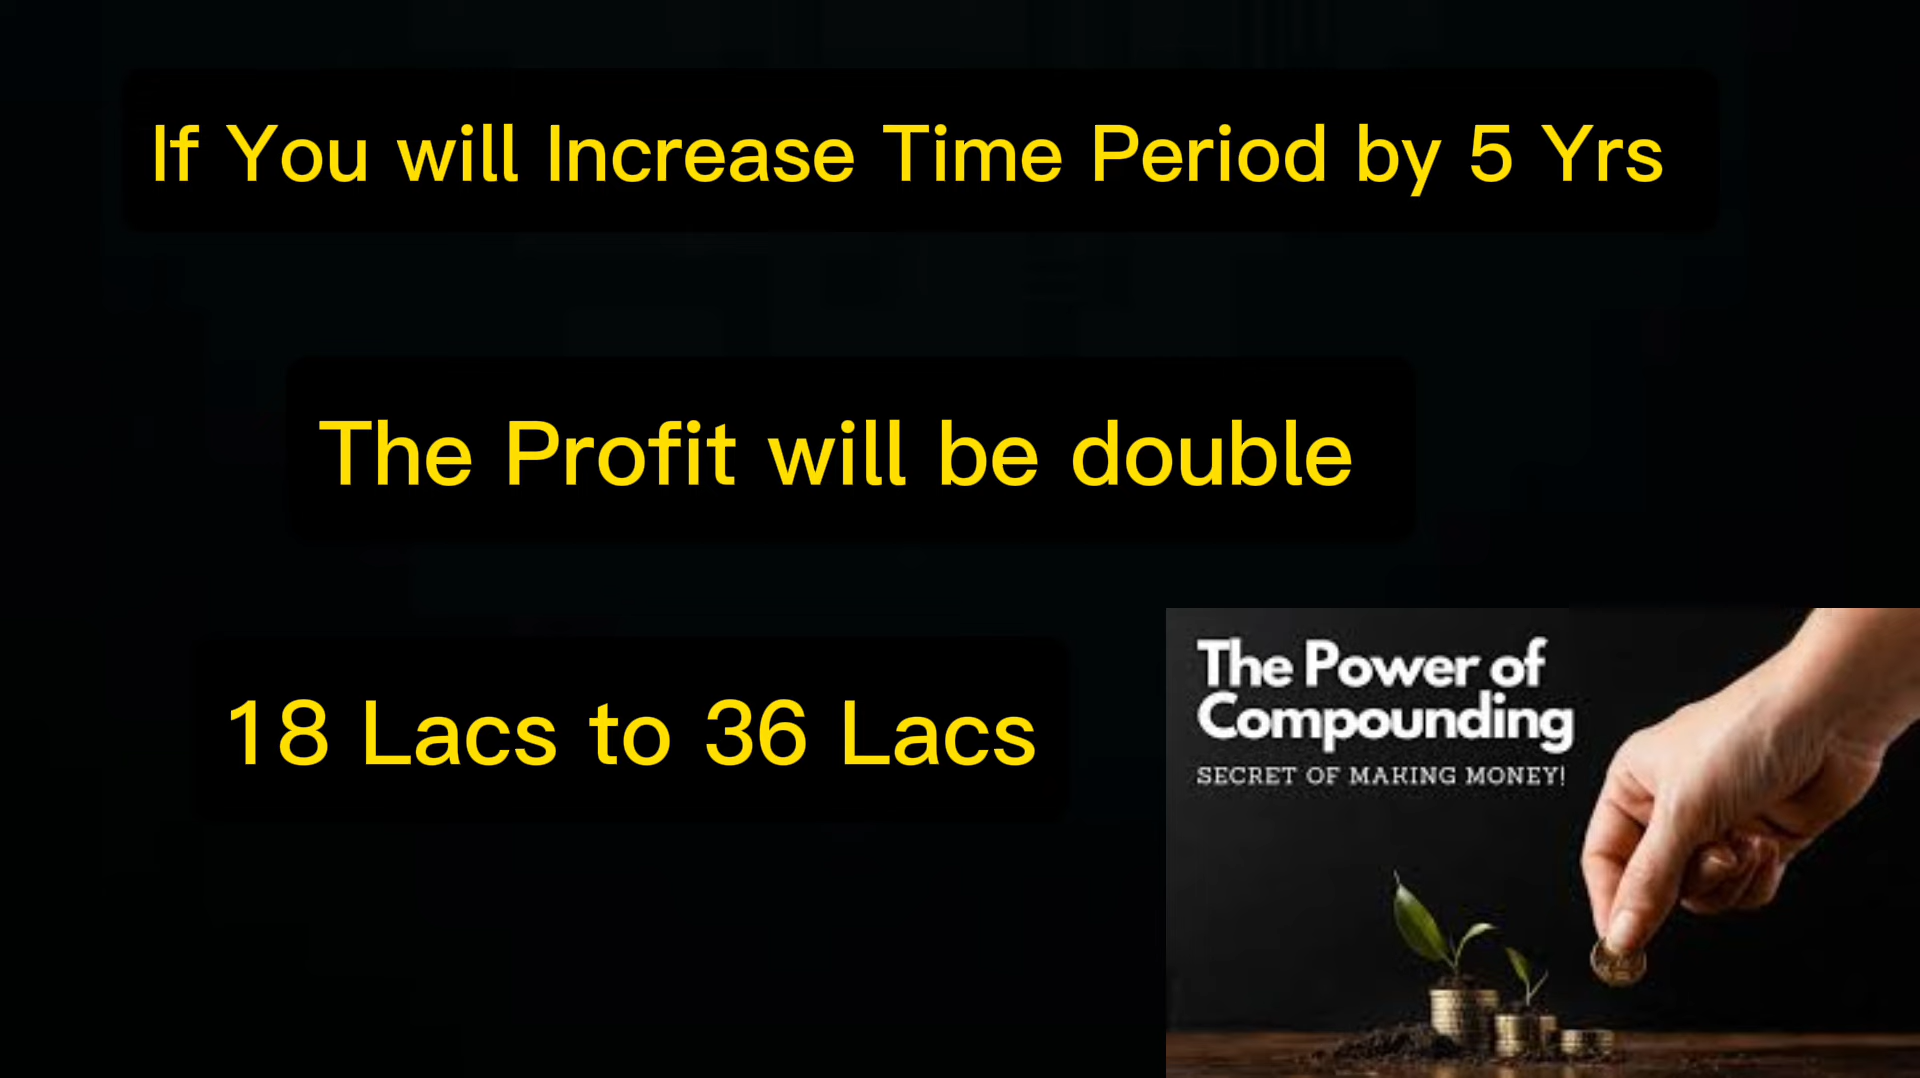 If You will Increase Time Period by 5 Yrs
The Profit will be double
18 Lacs to 36 Lacs
The Power of
Compounding
SECRET OF MAKING MONEY!